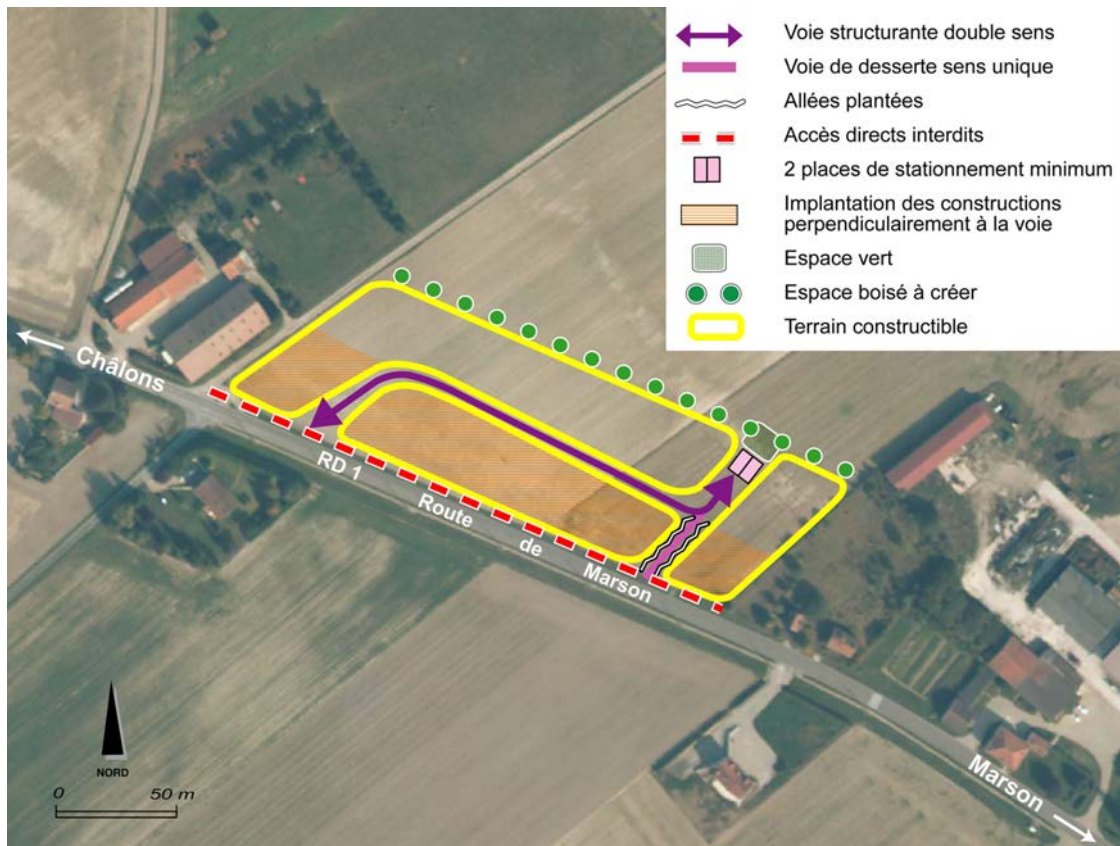 Voie structurante double sens
Voie de desserte sens unique
Allées plantées
Accès directs interdits
2 places de stationnement minimum
Implantation des constructions
perpendiculairement à la voie
Espace vert
Espace boisé à créer
Terrain constructible
Châlons
RD 1
Route
de
Marson
Marson
NORD
0 50 m